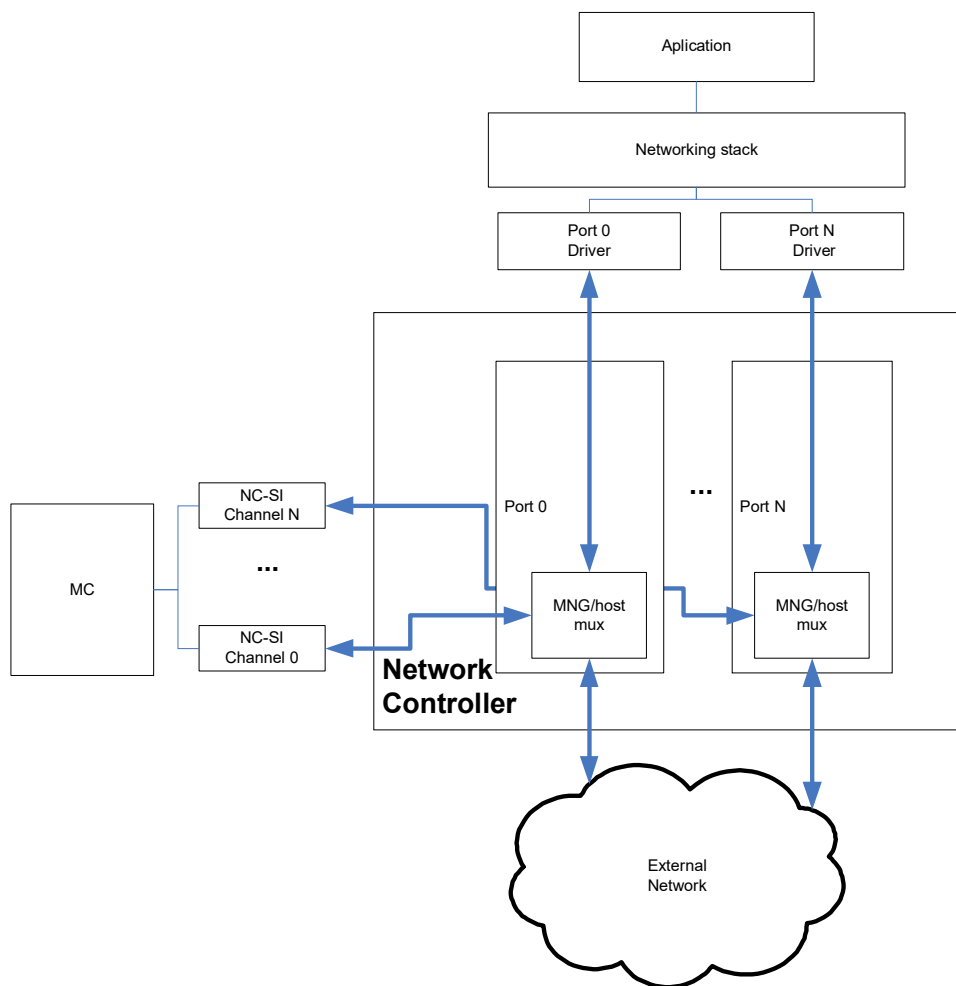 Aplication
Networking stack
Port 0
Driver
Port N
Driver
...
NC-SI
Channel N
Port 0
Port N
...
MC
MNG/host
mux
MNG/host
mux
NC-SI
Channel 0
Network
Controller
External
Network